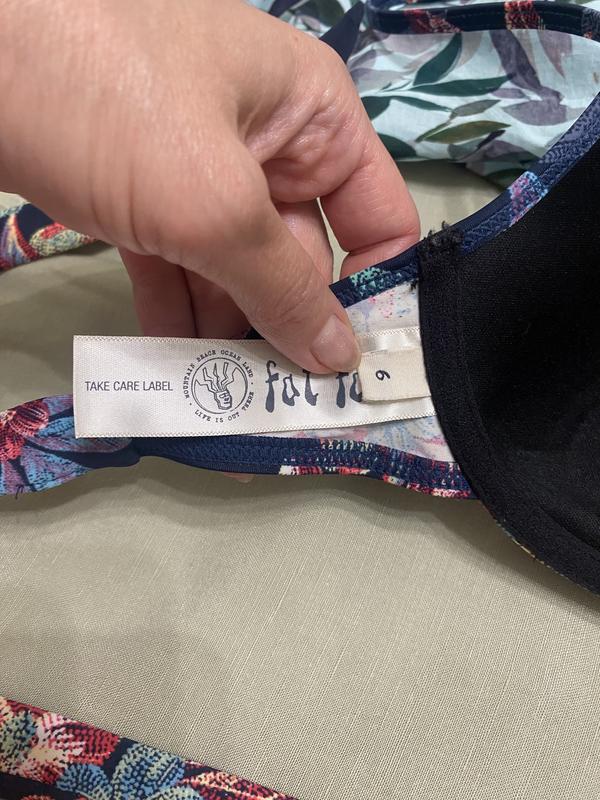 TAKE CARE LABEL
MOUNTAIN BEACH OCEAN LAND
LIFE IS OUT THERE
fat fa
6